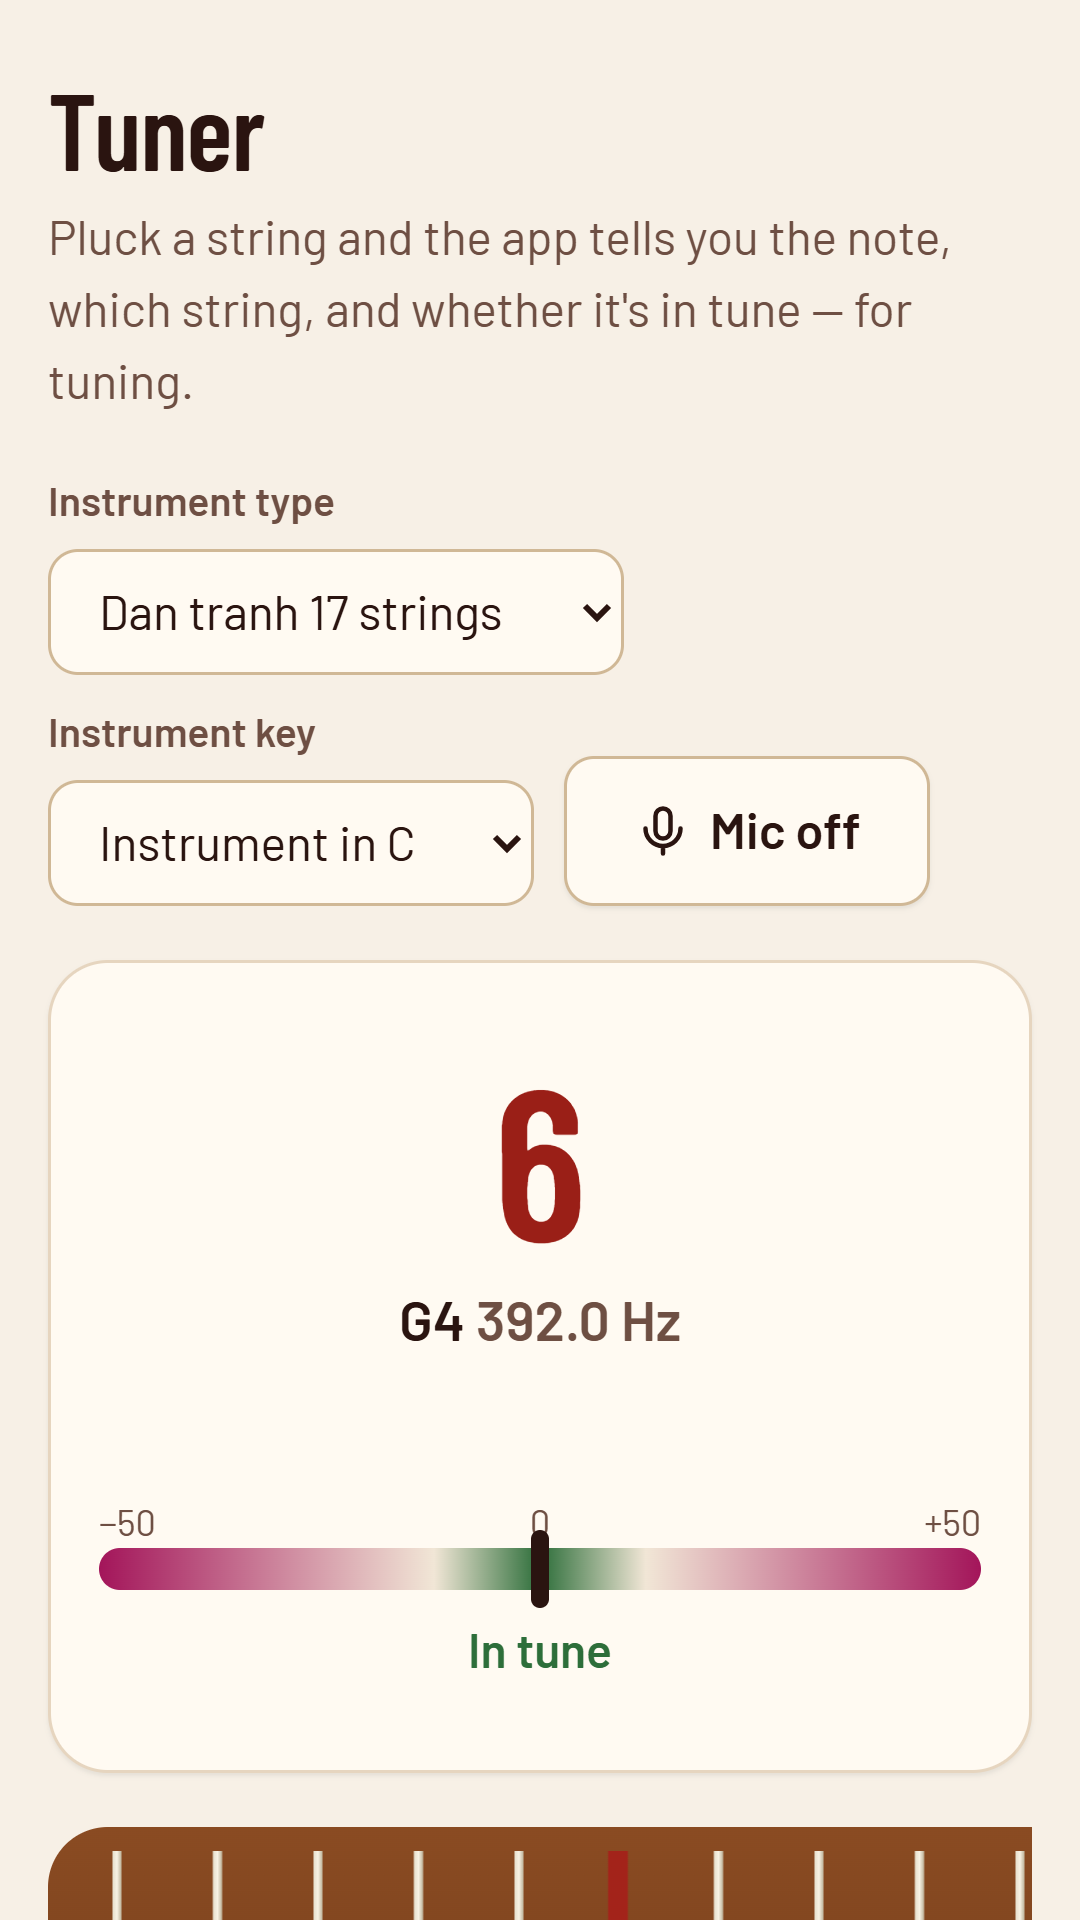 Tuner
Pluck a string and the app tells you the note,
which string, and whether it's in tune — for
tuning.
Instrument type
Dan tranh 17 strings
Instrument key
Instrument in C
Mic off
6
G4 392.0 Hz
−50 0 +50
In tune